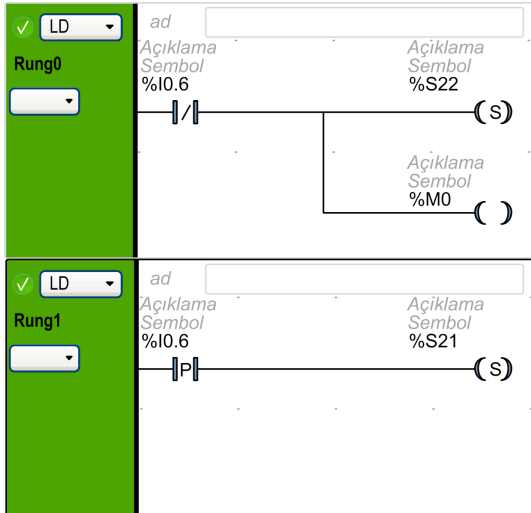 LD
ad
Rung0
Açıklama
Sembol
%I0.6
/
Açıklama
Sembol
%S22
S
Açıklama
Sembol
%M0
LD
ad
Rung1
Açıklama
Sembol
%I0.6
P
Açıklama
Sembol
%S21
S